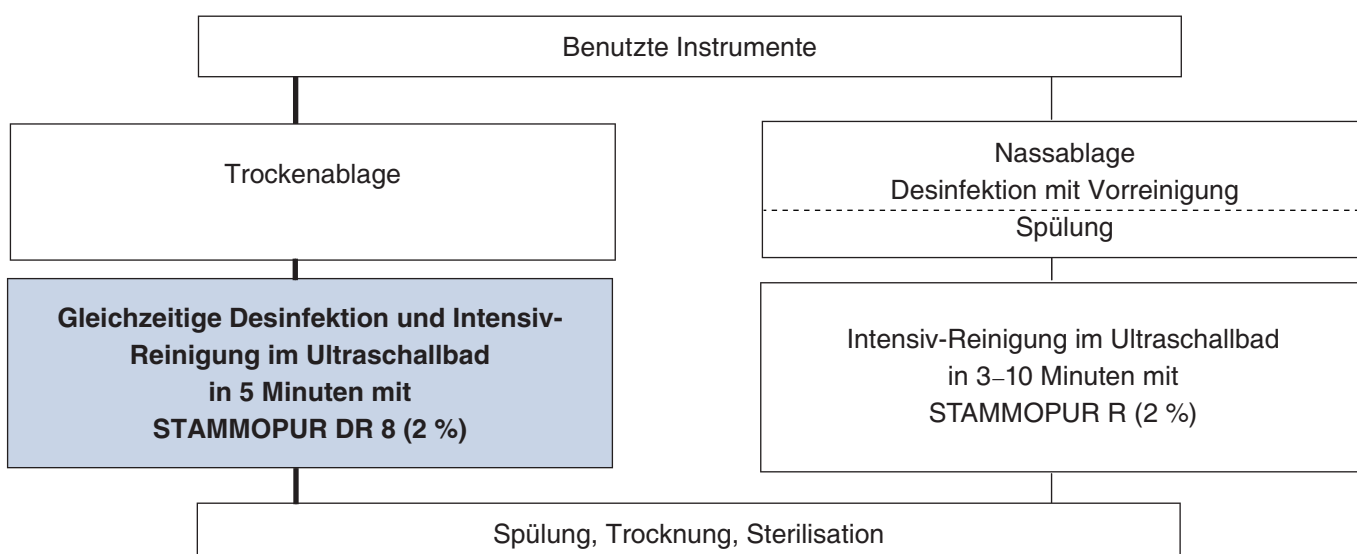 Benutzte Instrumente
Trockenablage
Gleichzeitige Desinfektion und Intensiv-
Reinigung im Ultraschallbad
in 5 Minuten mit
STAMMOPUR DR 8 (2 %)
Nassablage
Desinfektion mit Vorreinigung
Spülung
Intensiv-Reinigung im Ultraschallbad
in 3–10 Minuten mit
STAMMOPUR R (2 %)
Spülung, Trocknung, Sterilisation